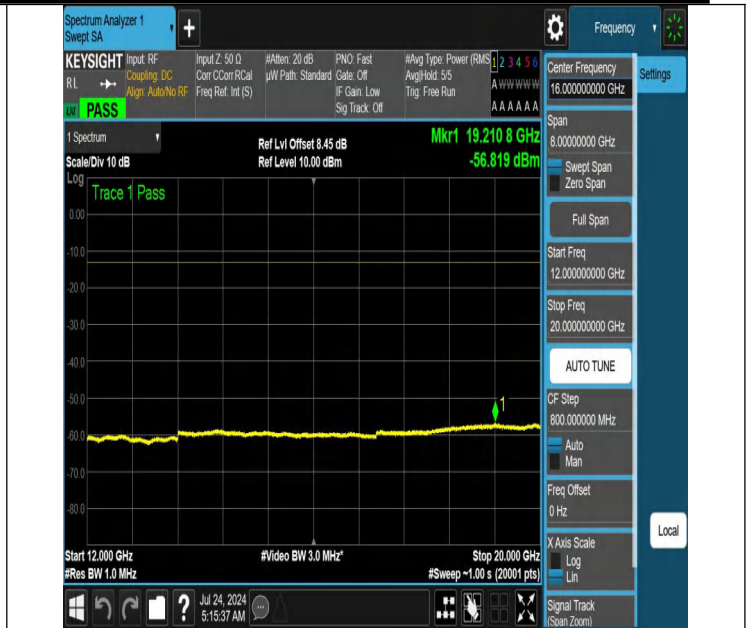 Spectrum Analyzer 1
Swept SA
+
Frequency
KEYSIGHT
RL
PASS
Input: RF
Coupling: DC
Align: Auto/No RF
Input Z: 50 Ω
Corr CCorr RCal
Freq Ref: Int (S)
#Atten: 20 dB
µW Path: Standard
PNO: Fast
Gate: Off
IF Gain: Low
Sig Track: Off
#Avg Type: Power (RMS
Avg|Hold: 5/5
Trig: Free Run
1 2 3 4 5 6
A W W W W W
A A A A A A
1 Spectrum
Scale/Div 10 dB
Ref Lvl Offset 8.45 dB
Ref Level 10.00 dBm
Mkr1 19.210 8 GHz
-56.819 dBm
Log
Trace 1 Pass
0.00
-10.0
-20.0
-30.0
-40.0
-50.0
-60.0
-70.0
-80.0
1
Start 12.000 GHz
#Res BW 1.0 MHz
#Video BW 3.0 MHz*
Stop 20.000 GHz
#Sweep ~1.00 s (20001 pts)
Center Frequency
16.000000000 GHz
Settings
Span
8.00000000 GHz
Swept Span
Zero Span
Full Span
Start Freq
12.000000000 GHz
Stop Freq
20.000000000 GHz
AUTO TUNE
CF Step
800.000000 MHz
Auto
Man
Freq Offset
0 Hz
X Axis Scale
Log
Lin
Local
Signal Track
(Span Zoom)
?
Jul 24, 2024
5:15:37 AM